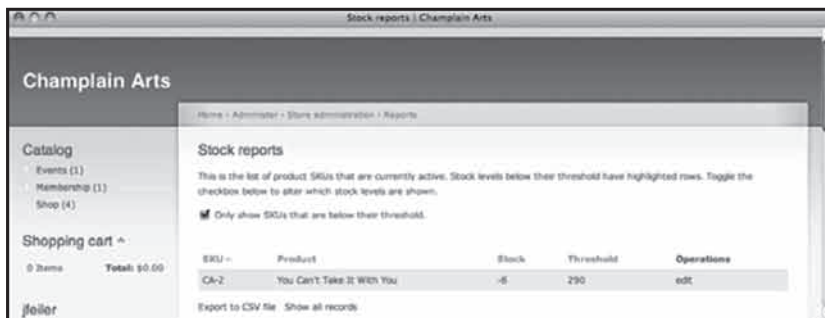 Stock reports | Champlain Arts
Champlain Arts
Home › Administer › Store administration › Reports
Catalog
Events (1)
Membership (1)
Shop (4)
Shopping cart ^
0 Items Total: $0.00
jfeiler
Stock reports
This is the list of product SKUs that are currently active. Stock levels below their threshold have highlighted rows. Toggle the
checkbox below to alter which stock levels are shown.
Only show SKUs that are below their threshold.
SKU Product Stock Threshold Operations
CA-2 You Can't Take It With You -6 290 edit
Export to CSV file Show all records